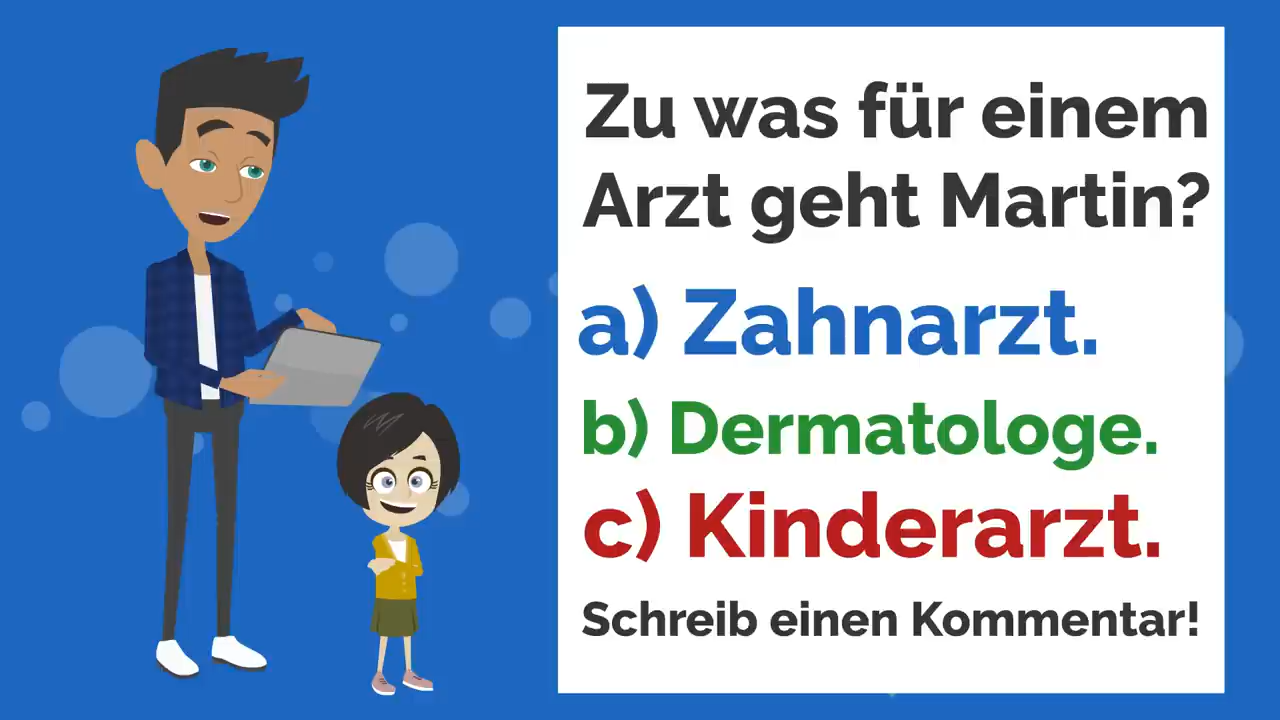 Zu was für einem
Arzt geht Martin?
a) Zahnarzt.
b) Dermatologe.
c) Kinderarzt.
Schreib einen Kommentar!